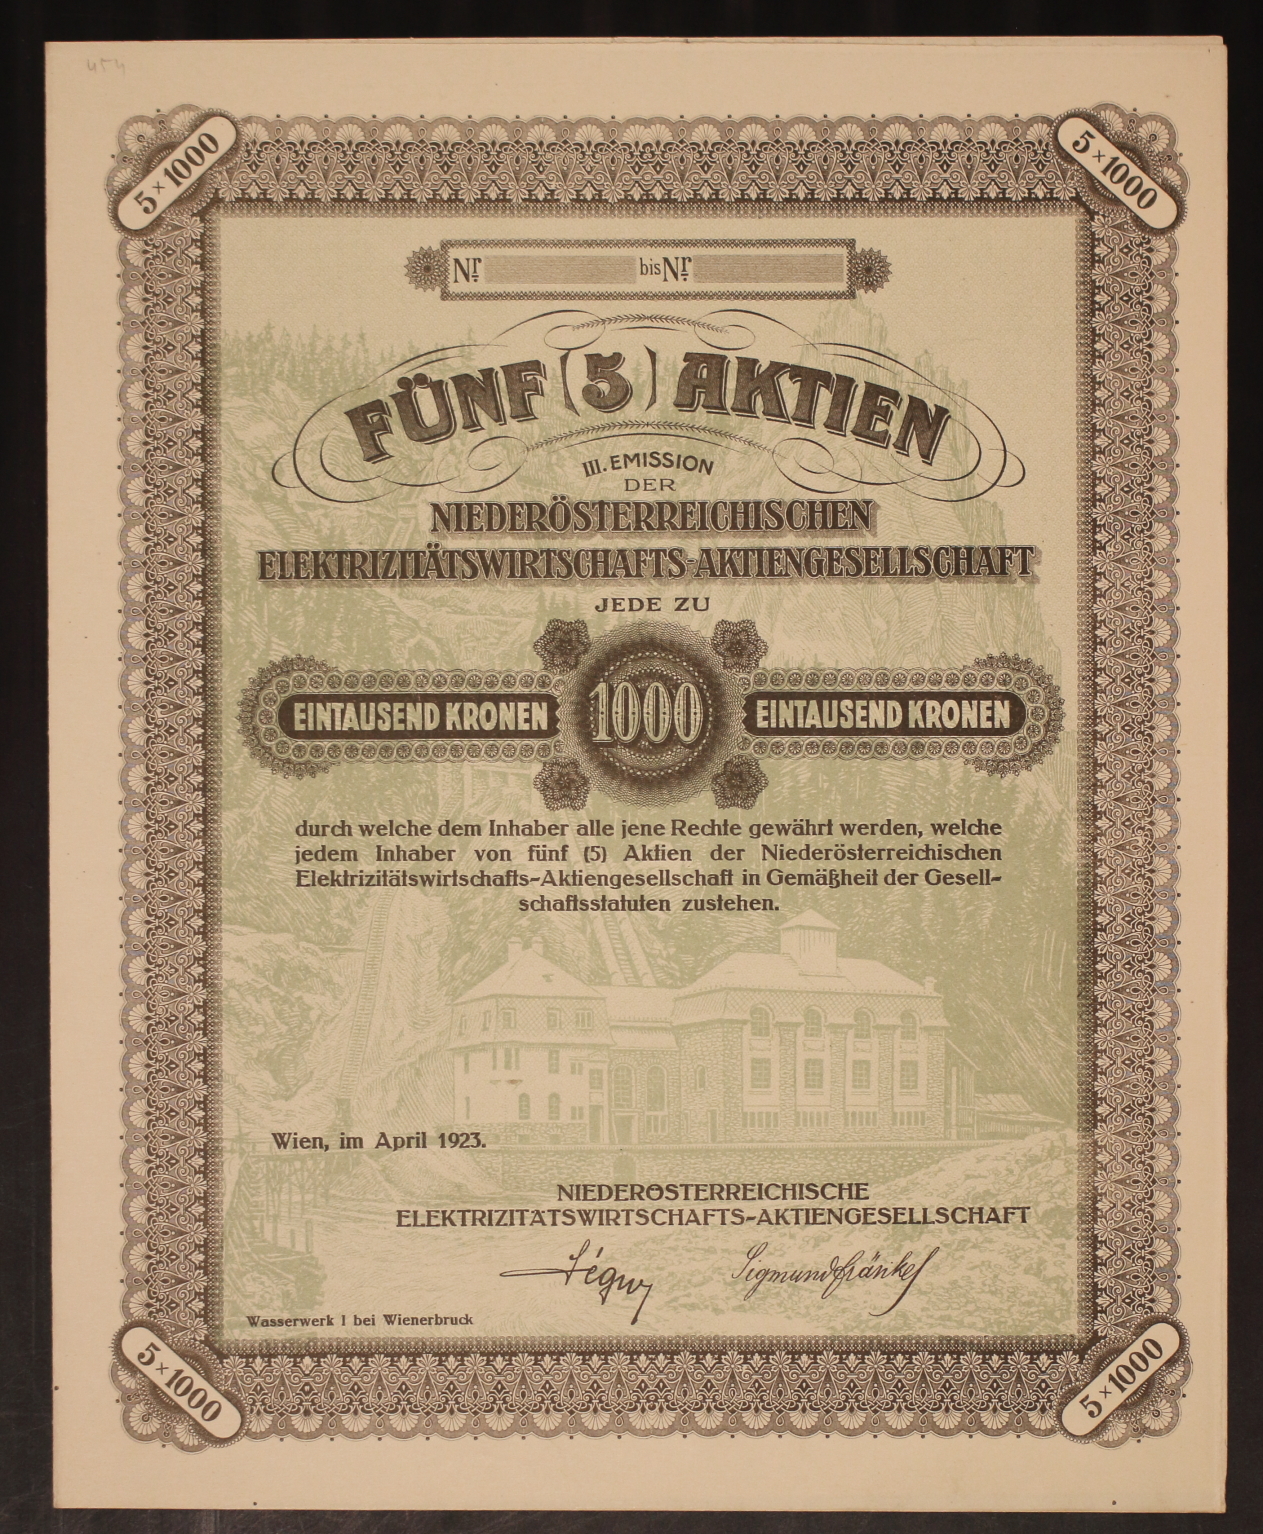 454
5×1000
5×1000
Nr. bis Nr.
FÜNF (5) AKTIEN
III. EMISSION
DER
NIEDERÖSTERREICHISCHEN
ELEKTRIZITÄTSWIRTSCHAFTS-AKTIENGESELLSCHAFT
JEDE ZU
EINTAUSEND KRONEN 1000 EINTAUSEND KRONEN
durch welche dem Inhaber alle jene Rechte gewährt werden, welche
jedem Inhaber von fünf (5) Aktien der Niederösterreichischen
Elektrizitätswirtschafts-Aktiengesellschaft in Gemäßheit der Gesell-
schaftsstatuten zustehen.
Wien, im April 1923.
NIEDERÖSTERREICHISCHE
ELEKTRIZITÄTSWIRTSCHAFTS-AKTIENGESELLSCHAFT
Sigmund Fränkel
Wasserwerk I bei Wienerbruck
5×1000
5×1000